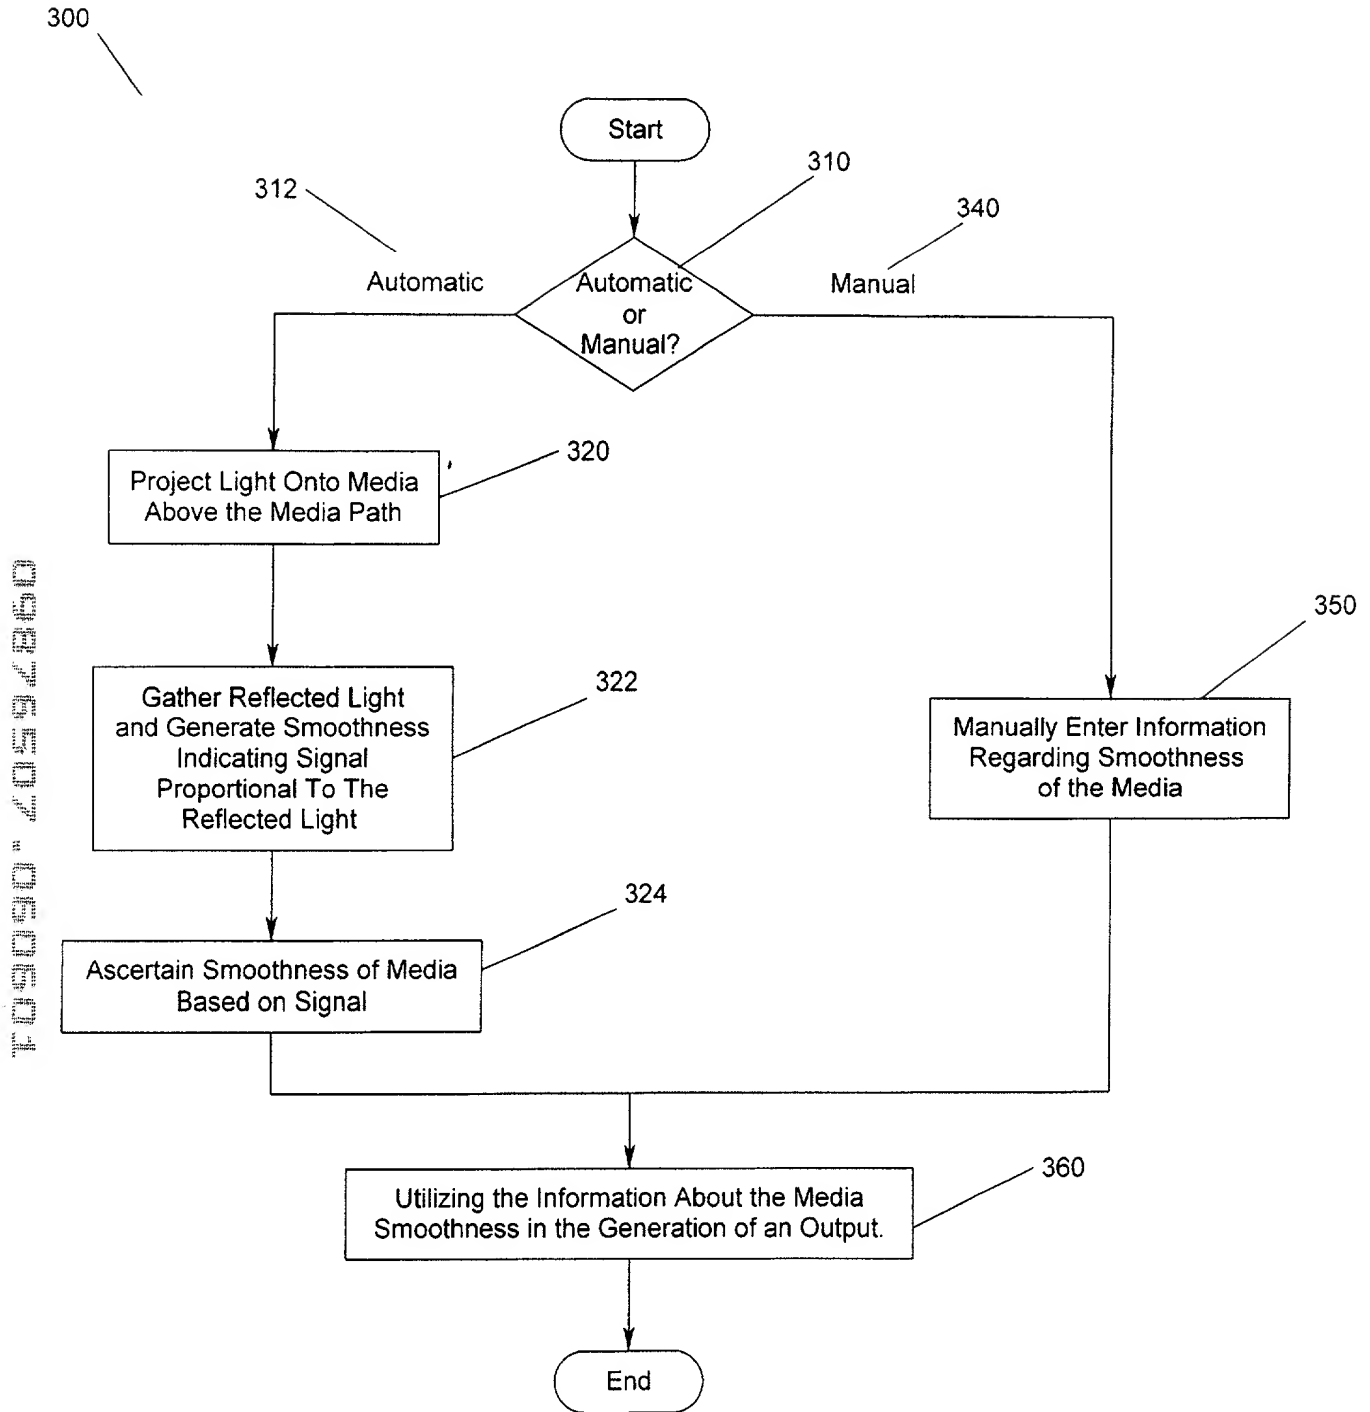 300
Start
312
310
340
Automatic
Automatic
or
Manual?
Manual
320
Project Light Onto Media
Above the Media Path
322
Gather Reflected Light
and Generate Smoothness
Indicating Signal
Proportional To The
Reflected Light
350
Manually Enter Information
Regarding Smoothness
of the Media
324
Ascertain Smoothness of Media
Based on Signal
360
Utilizing the Information About the Media
Smoothness in the Generation of an Output.
End
09876507 . 060601